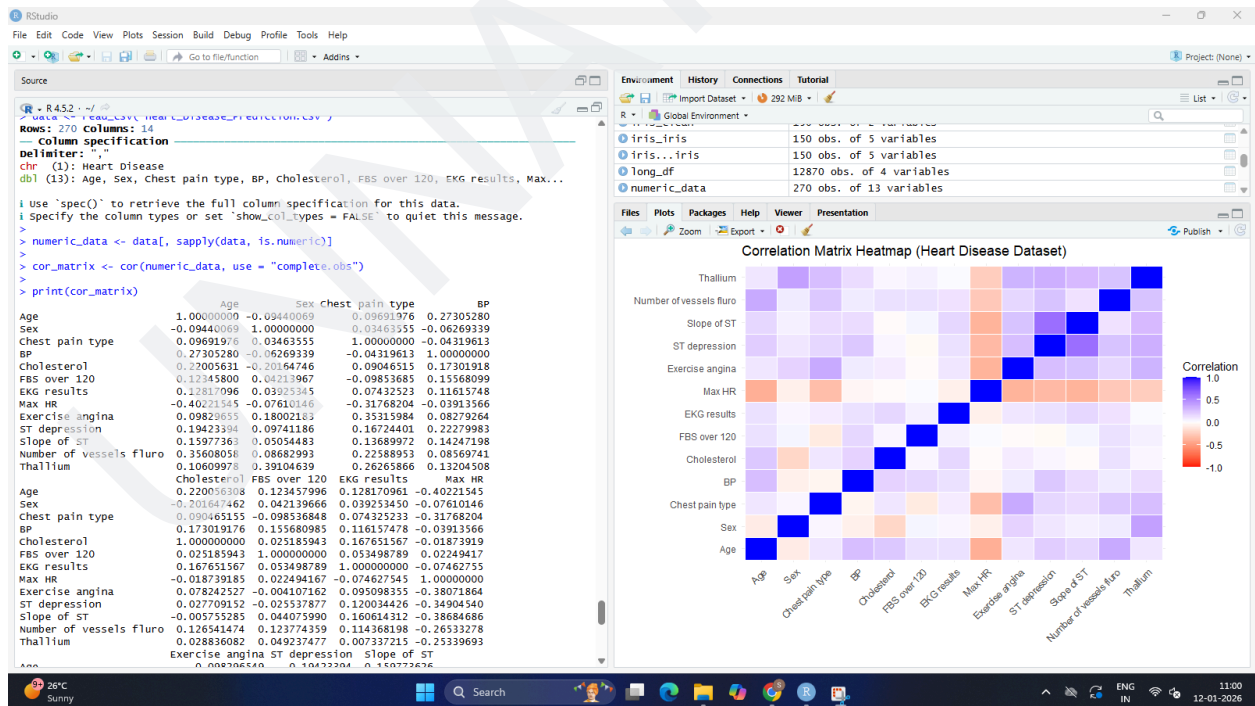 RStudio
File Edit Code View Plots Session Build Debug Profile Tools Help
Go to file/function Addins Project: (None)
Source
R 4.5.2 · ~/
> data <- read_csv("Heart_Disease_Prediction.csv")
Rows: 270 Columns: 14
── Column specification ──
Delimiter: ","
chr (1): Heart Disease
dbl (13): Age, Sex, Chest pain type, BP, Cholesterol, FBS over 120, EKG results, Max...
i Use `spec()` to retrieve the full column specification for this data.
i Specify the column types or set `show_col_types = FALSE` to quiet this message.
>
> numeric_data <- data[, sapply(data, is.numeric)]
>
> cor_matrix <- cor(numeric_data, use = "complete.obs")
>
> print(cor_matrix)
Age Sex Chest pain type BP
Age 1.00000000 -0.09440069 0.09691976 0.27305280
Sex -0.09440069 1.00000000 0.03463555 -0.06269339
Chest pain type 0.09691976 0.03463555 1.00000000 -0.04319613
BP 0.27305280 -0.06269339 -0.04319613 1.00000000
Cholesterol 0.22005631 -0.20164746 0.09046515 0.17301918
FBS over 120 0.12345800 0.04213967 -0.09853685 0.15568099
EKG results 0.12817096 0.03925345 0.07432523 0.11615748
Max HR -0.40221545 -0.07610146 -0.31768204 -0.03913566
Exercise angina 0.09829655 0.18002183 0.35315984 0.08279264
ST depression 0.19423394 0.09741186 0.16724401 0.22279983
Slope of ST 0.15977363 0.05054483 0.13689972 0.14247198
Number of vessels fluro 0.35608058 0.08682993 0.22588953 0.08569741
Thallium 0.10609978 0.39104639 0.26265866 0.13204508
Cholesterol FBS over 120 EKG results Max HR
Age 0.220056308 0.123457996 0.128170961 -0.40221545
Sex -0.201647462 0.042139666 0.039253450 -0.07610146
Chest pain type 0.090465155 -0.098536848 0.074325233 -0.31768204
BP 0.173019176 0.155680985 0.116157478 -0.03913566
Cholesterol 1.000000000 0.025185943 0.167651567 -0.01873919
FBS over 120 0.025185943 1.000000000 0.053498789 0.02249417
EKG results 0.167651567 0.053498789 1.000000000 -0.07462755
Max HR -0.018739185 0.022494167 -0.074627545 1.00000000
Exercise angina 0.078242527 -0.004107162 0.095098355 -0.38071864
ST depression 0.027709152 -0.025537877 0.120034426 -0.34904540
Slope of ST -0.005755285 0.044075990 0.160614312 -0.38684686
Number of vessels fluro 0.126541474 0.123774359 0.114368198 -0.26533278
Thallium 0.028836082 0.049237477 0.007337215 -0.25339693
Exercise angina ST depression Slope of ST
Age 0.098296549 0.19423394 0.159773626
Environment History Connections Tutorial
Import Dataset 292 MiB List
R Global Environment
iris_clean 150 obs. of 2 variables
iris_iris 150 obs. of 5 variables
iris...iris 150 obs. of 5 variables
long_df 12870 obs. of 4 variables
numeric_data 270 obs. of 13 variables
Files Plots Packages Help Viewer Presentation
Zoom Export Publish
Correlation Matrix Heatmap (Heart Disease Dataset)
Thallium
Number of vessels fluro
Slope of ST
ST depression
Exercise angina
Max HR
EKG results
FBS over 120
Cholesterol
BP
Chest pain type
Sex
Age
Age Sex Chest pain type BP Cholesterol FBS over 120 EKG results Max HR Exercise angina ST depression Slope of ST Number of vessels fluro Thallium
Correlation
1.0
0.5
0.0
-0.5
-1.0
9+ 26°C
Sunny
Search
ENG
IN
11:00
12-01-2026